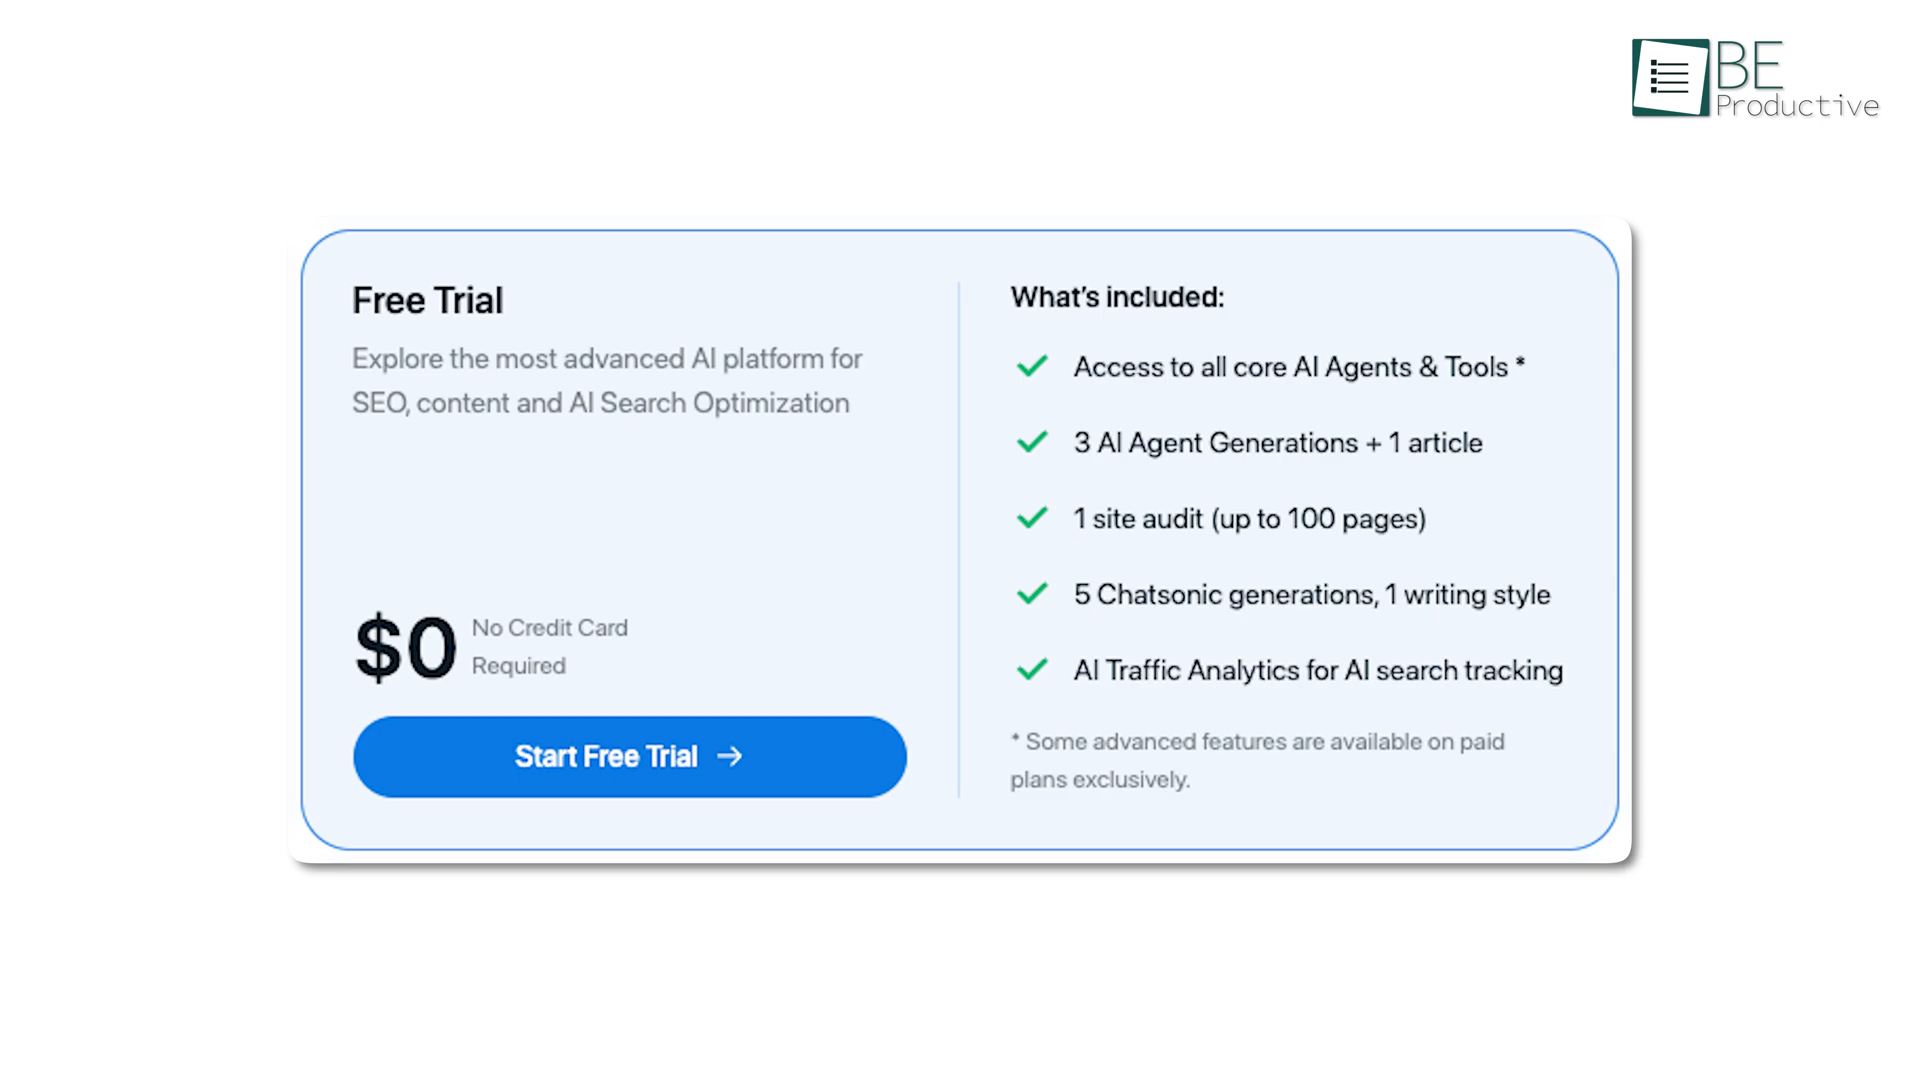 BE
Productive
Free Trial
Explore the most advanced AI platform for
SEO, content and AI Search Optimization
$0
No Credit Card
Required
Start Free Trial →
What's included:
Access to all core AI Agents & Tools *
3 AI Agent Generations + 1 article
1 site audit (up to 100 pages)
5 Chatsonic generations, 1 writing style
AI Traffic Analytics for AI search tracking
* Some advanced features are available on paid
plans exclusively.